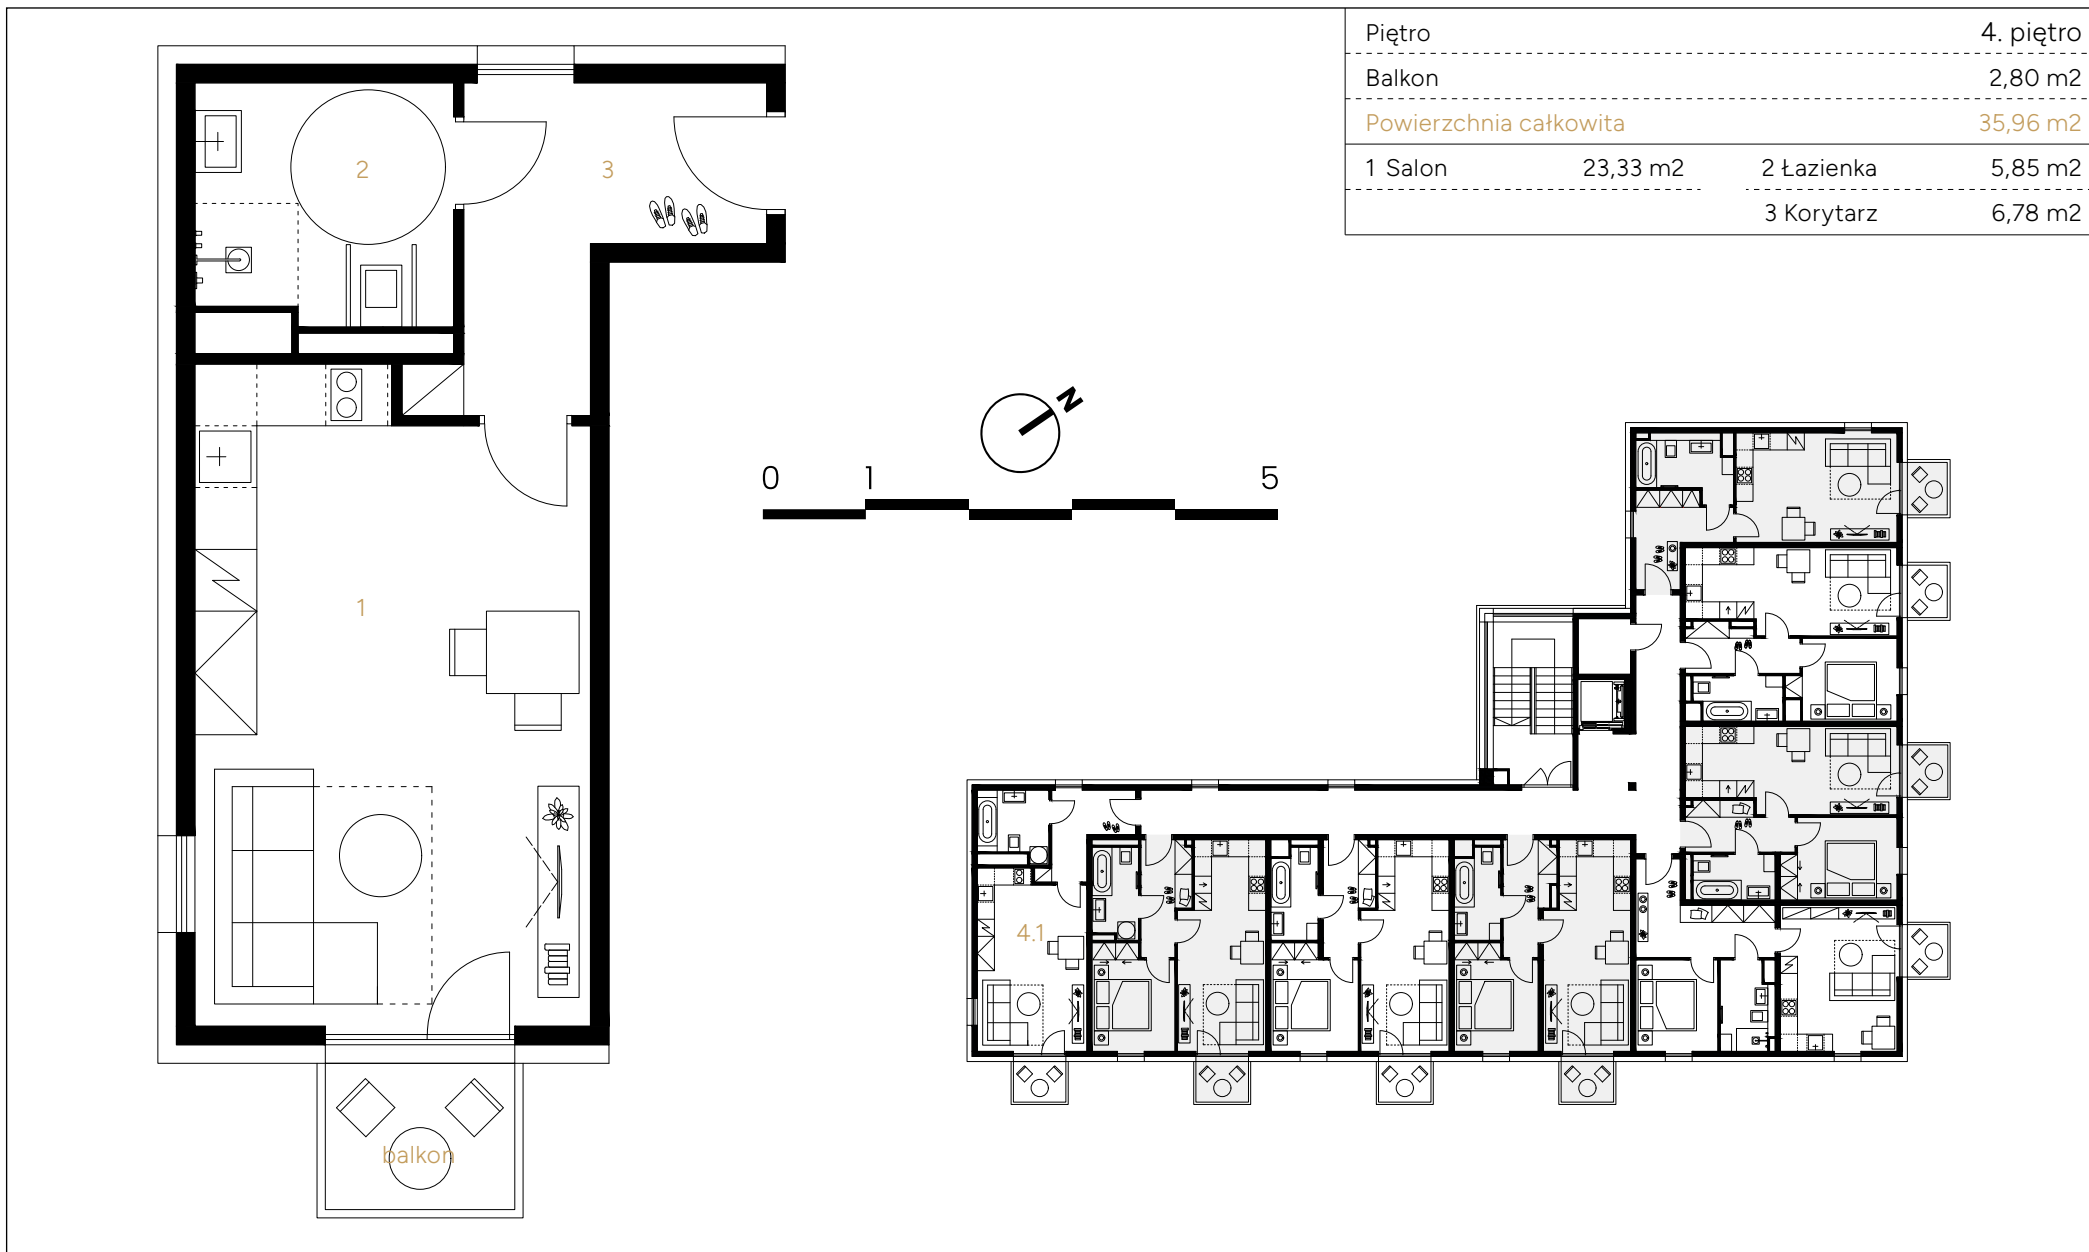 Piętro 4. piętro
Balkon 2,80 m2
Powierzchnia całkowita 35,96 m2
1 Salon 23,33 m2 2 Łazienka 5,85 m2
3 Korytarz 6,78 m2
2
3
1
balkon
N
0 1 5
4.1